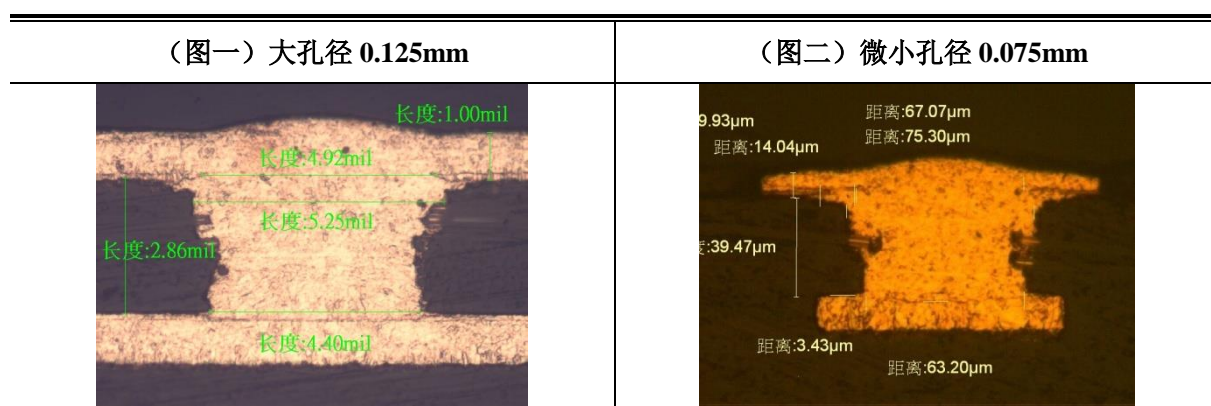 （图一）大孔径 0.125mm
（图二）微小孔径 0.075mm
长度:1.00mil
长度:4.92mil
长度:5.25mil
长度:2.86mil
长度:4.40mil
9.93μm
距离:67.07μm
距离:14.04μm
距离:75.30μm
:39.47μm
距离:3.43μm
距离:63.20μm